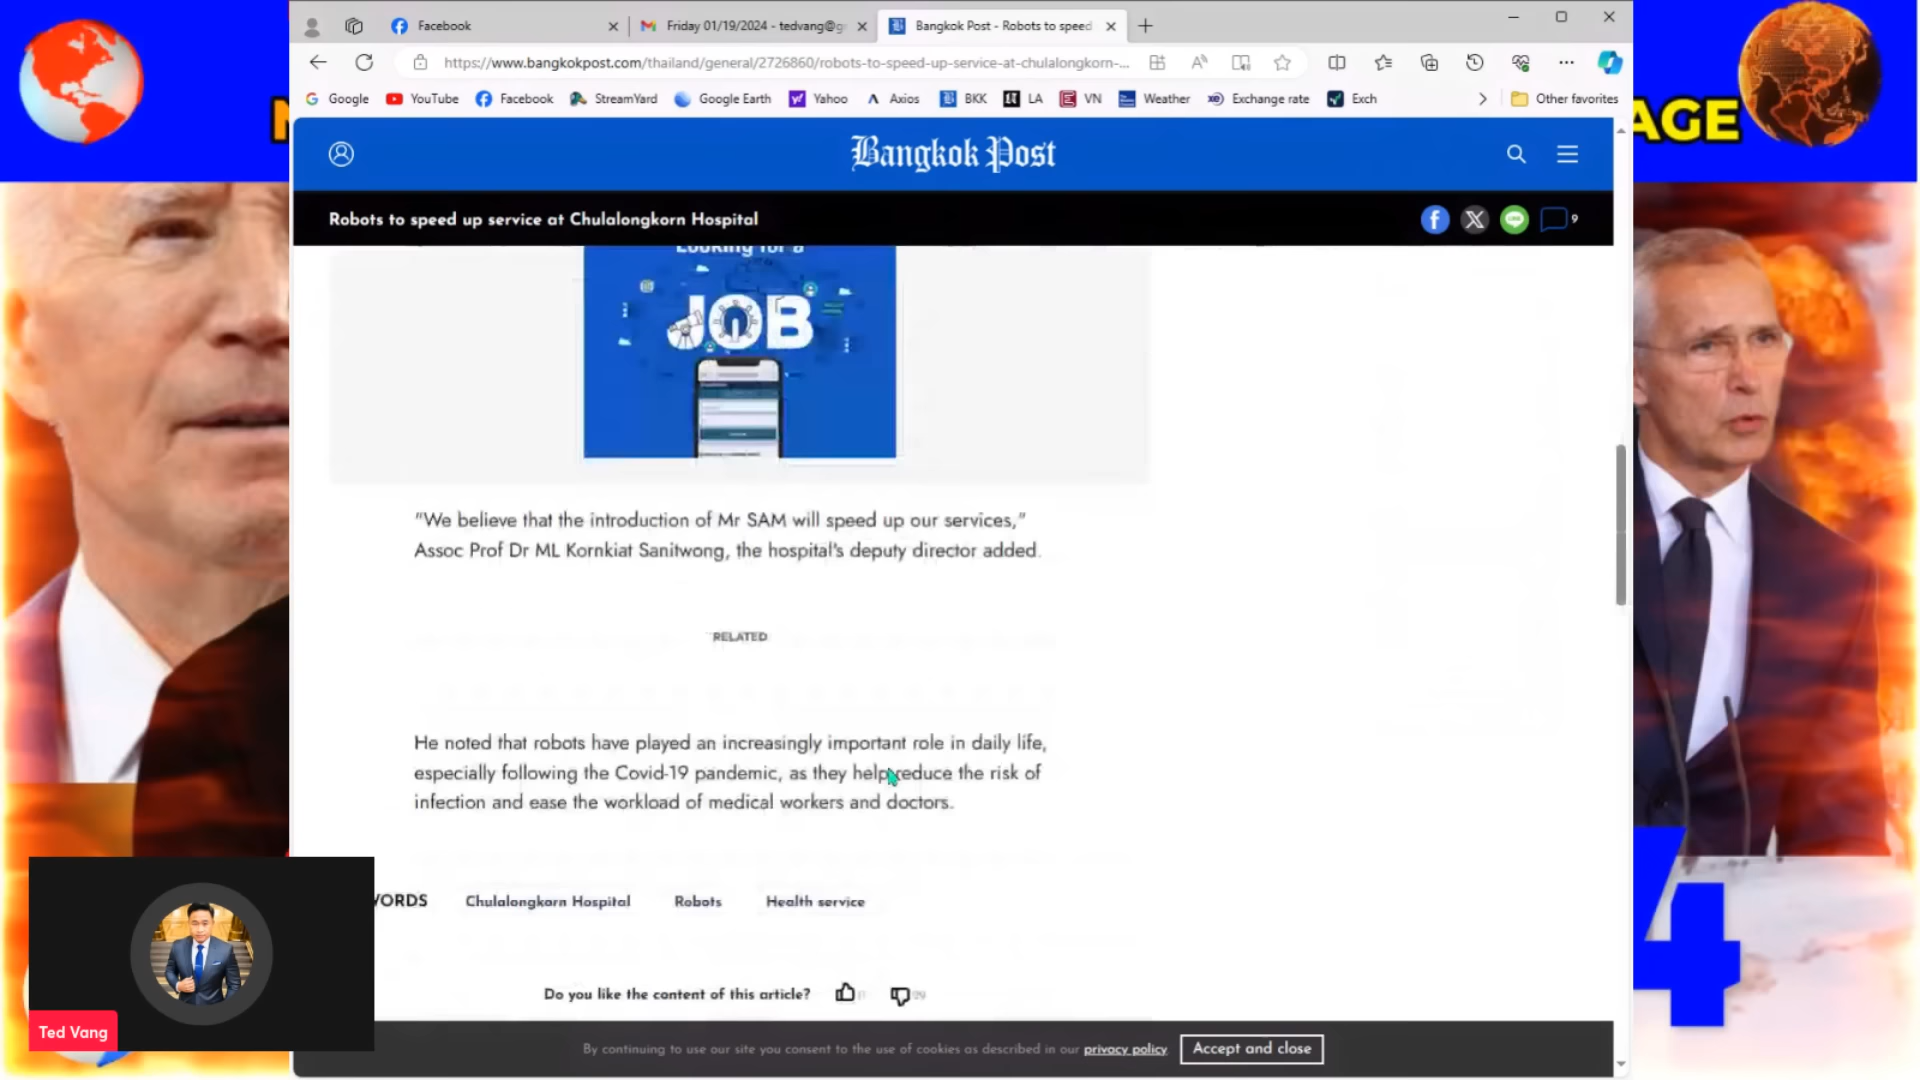 Facebook
Friday 01/19/2024 - tedvang@g
Bangkok Post - Robots to speed
https://www.bangkokpost.com/thailand/general/2726860/robots-to-speed-up-service-at-chulalongkorn-...
Google YouTube Facebook StreamYard Google Earth Yahoo Axios BKK LA VN Weather Exchange rate Exch Other favorites
AGE
Bangkok Post
Robots to speed up service at Chulalongkorn Hospital
9
Looking for a
JOB
"We believe that the introduction of Mr SAM will speed up our services,"
Assoc Prof Dr ML Kornkiat Sanitwong, the hospital's deputy director added.
RELATED
He noted that robots have played an increasingly important role in daily life,
especially following the Covid-19 pandemic, as they help reduce the risk of
infection and ease the workload of medical workers and doctors.
WORDS Chulalongkorn Hospital Robots Health service
Do you like the content of this article?
By continuing to use our site you consent to the use of cookies as described in our privacy policy Accept and close
Ted Vang
4